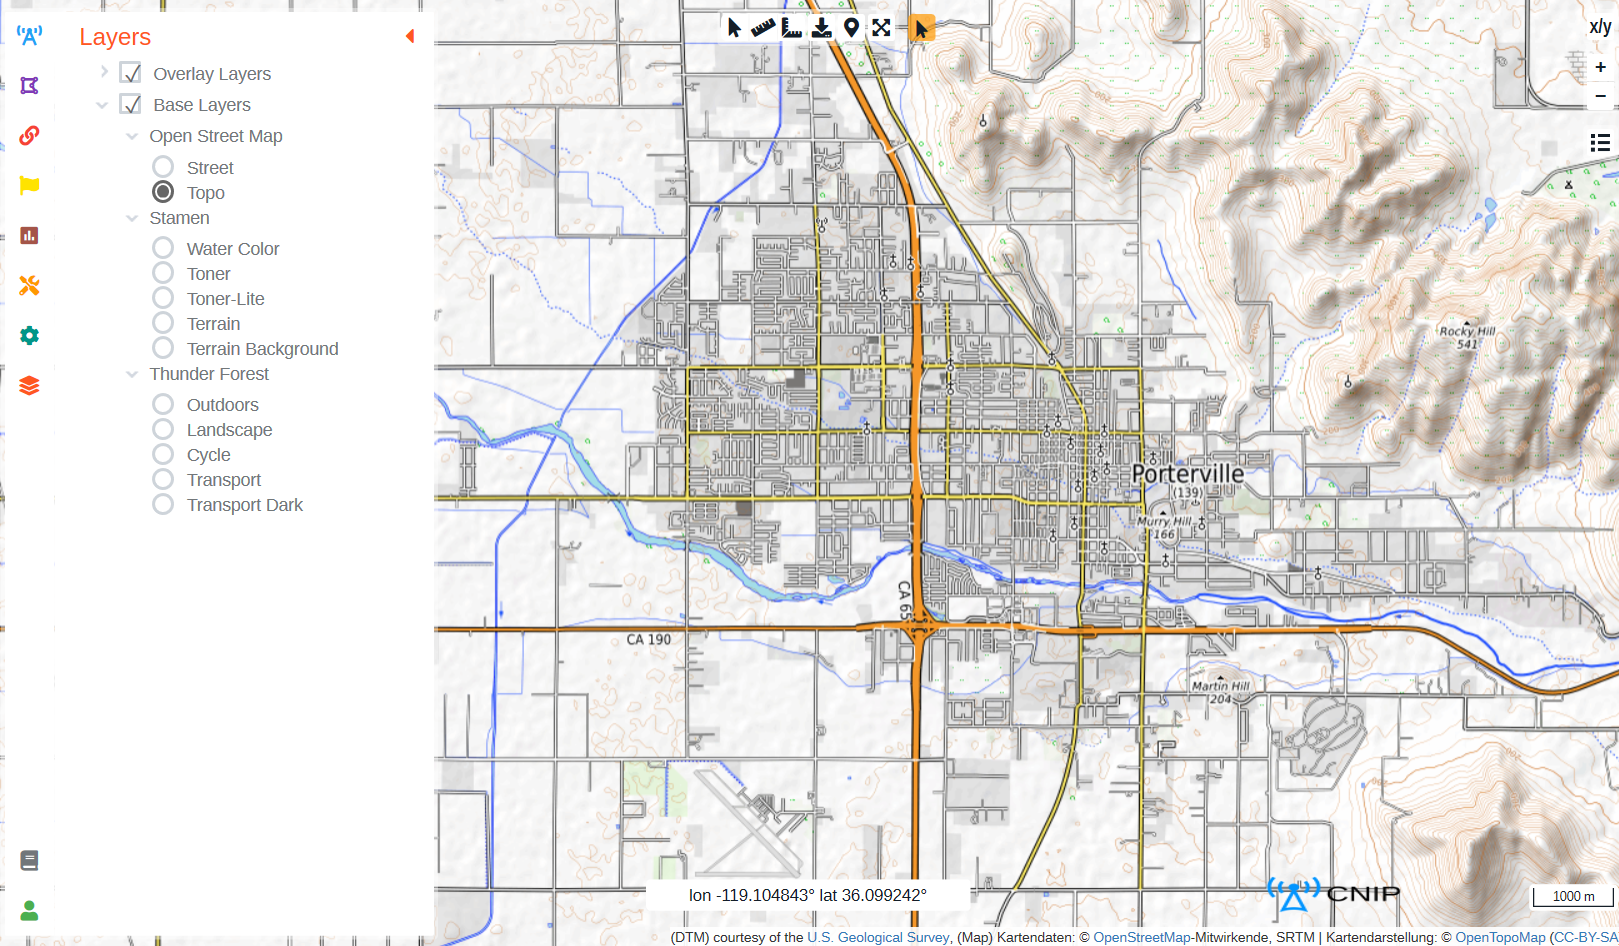 Layers
Overlay Layers
Base Layers
Open Street Map
Street
Topo
Stamen
Water Color
Toner
Toner-Lite
Terrain
Terrain Background
Thunder Forest
Outdoors
Landscape
Cycle
Transport
Transport Dark
x/y
+
−
Rocky Hill
541
Porterville
(139)
Murry Hill
166
CA 65
CA 190
Martin Hill
204
lon -119.104843° lat 36.099242°
CNIP
1000 m
(DTM) courtesy of the U.S. Geological Survey, (Map) Kartendaten: © OpenStreetMap-Mitwirkende, SRTM | Kartendarstellung: © OpenTopoMap (CC-BY-SA